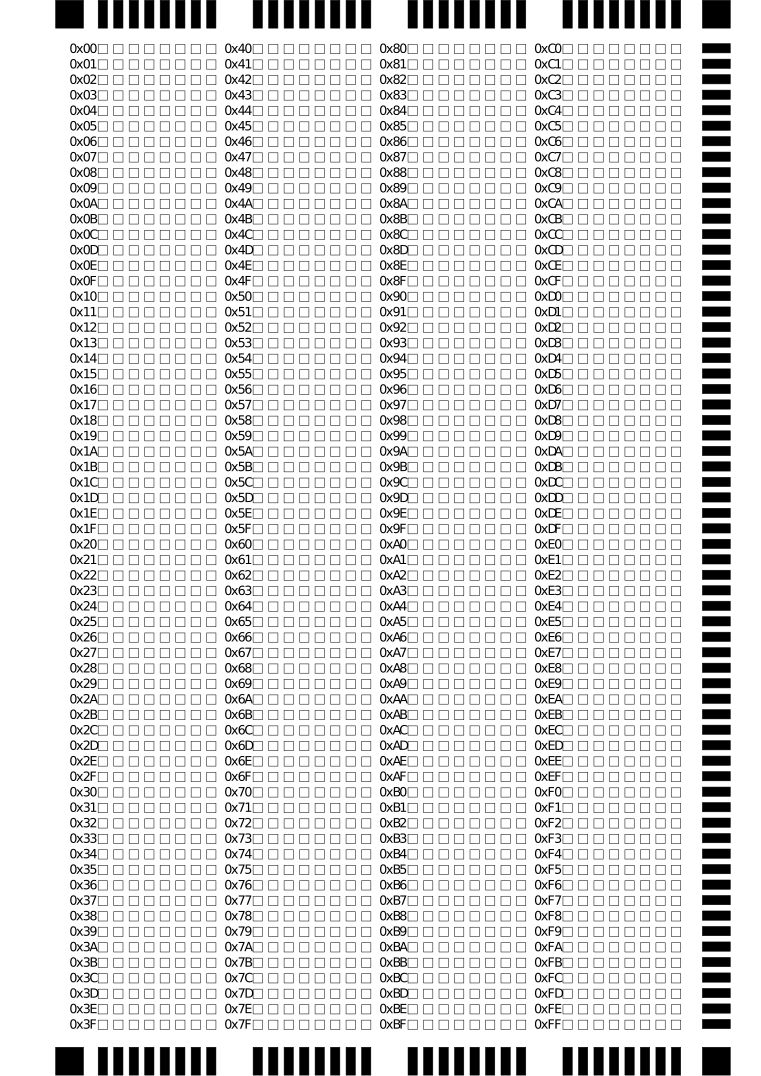 0x00 0x40 0x80 0xC0
0x01 0x41 0x81 0xC1
0x02 0x42 0x82 0xC2
0x03 0x43 0x83 0xC3
0x04 0x44 0x84 0xC4
0x05 0x45 0x85 0xC5
0x06 0x46 0x86 0xC6
0x07 0x47 0x87 0xC7
0x08 0x48 0x88 0xC8
0x09 0x49 0x89 0xC9
0x0A 0x4A 0x8A 0xCA
0x0B 0x4B 0x8B 0xCB
0x0C 0x4C 0x8C 0xCC
0x0D 0x4D 0x8D 0xCD
0x0E 0x4E 0x8E 0xCE
0x0F 0x4F 0x8F 0xCF
0x10 0x50 0x90 0xD0
0x11 0x51 0x91 0xD1
0x12 0x52 0x92 0xD2
0x13 0x53 0x93 0xD3
0x14 0x54 0x94 0xD4
0x15 0x55 0x95 0xD5
0x16 0x56 0x96 0xD6
0x17 0x57 0x97 0xD7
0x18 0x58 0x98 0xD8
0x19 0x59 0x99 0xD9
0x1A 0x5A 0x9A 0xDA
0x1B 0x5B 0x9B 0xDB
0x1C 0x5C 0x9C 0xDC
0x1D 0x5D 0x9D 0xDD
0x1E 0x5E 0x9E 0xDE
0x1F 0x5F 0x9F 0xDF
0x20 0x60 0xA0 0xE0
0x21 0x61 0xA1 0xE1
0x22 0x62 0xA2 0xE2
0x23 0x63 0xA3 0xE3
0x24 0x64 0xA4 0xE4
0x25 0x65 0xA5 0xE5
0x26 0x66 0xA6 0xE6
0x27 0x67 0xA7 0xE7
0x28 0x68 0xA8 0xE8
0x29 0x69 0xA9 0xE9
0x2A 0x6A 0xAA 0xEA
0x2B 0x6B 0xAB 0xEB
0x2C 0x6C 0xAC 0xEC
0x2D 0x6D 0xAD 0xED
0x2E 0x6E 0xAE 0xEE
0x2F 0x6F 0xAF 0xEF
0x30 0x70 0xB0 0xF0
0x31 0x71 0xB1 0xF1
0x32 0x72 0xB2 0xF2
0x33 0x73 0xB3 0xF3
0x34 0x74 0xB4 0xF4
0x35 0x75 0xB5 0xF5
0x36 0x76 0xB6 0xF6
0x37 0x77 0xB7 0xF7
0x38 0x78 0xB8 0xF8
0x39 0x79 0xB9 0xF9
0x3A 0x7A 0xBA 0xFA
0x3B 0x7B 0xBB 0xFB
0x3C 0x7C 0xBC 0xFC
0x3D 0x7D 0xBD 0xFD
0x3E 0x7E 0xBE 0xFE
0x3F 0x7F 0xBF 0xFF